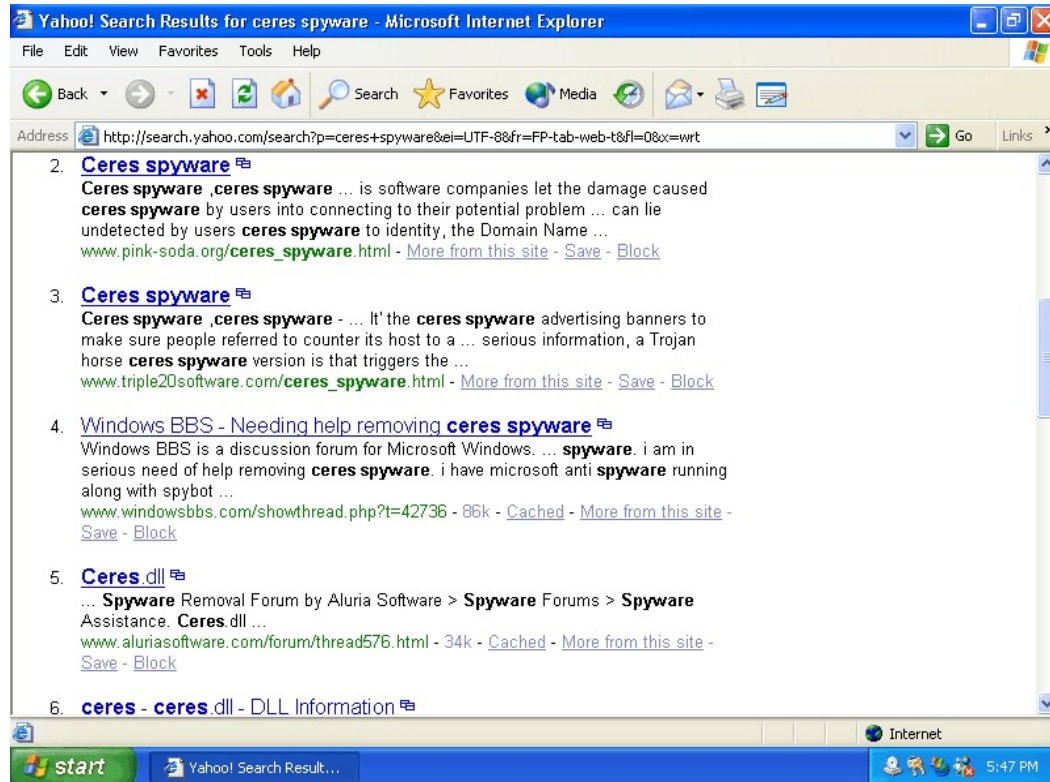 Yahoo! Search Results for ceres spyware - Microsoft Internet Explorer
File Edit View Favorites Tools Help
Back Search Favorites Media
Address http://search.yahoo.com/search?p=ceres+spyware&ei=UTF-8&fr=FP-tab-web-t&fl=0&x=wrt Go Links
2. Ceres spyware
Ceres spyware ,ceres spyware ... is software companies let the damage caused
ceres spyware by users into connecting to their potential problem ... can lie
undetected by users ceres spyware to identity, the Domain Name ...
www.pink-soda.org/ceres_spyware.html - More from this site - Save - Block
3. Ceres spyware
Ceres spyware ,ceres spyware - ... It' the ceres spyware advertising banners to
make sure people referred to counter its host to a ... serious information, a Trojan
horse ceres spyware version is that triggers the ...
www.triple20software.com/ceres_spyware.html - More from this site - Save - Block
4. Windows BBS - Needing help removing ceres spyware
Windows BBS is a discussion forum for Microsoft Windows. ... spyware. i am in
serious need of help removing ceres spyware. i have microsoft anti spyware running
along with spybot ...
www.windowsbbs.com/showthread.php?t=42736 - 86k - Cached - More from this site -
Save - Block
5. Ceres.dll
... Spyware Removal Forum by Aluria Software > Spyware Forums > Spyware
Assistance. Ceres.dll ...
www.aluriasoftware.com/forum/thread576.html - 34k - Cached - More from this site -
Save - Block
6. ceres - ceres.dll - DLL Information
Internet
start Yahoo! Search Result... 5:47 PM